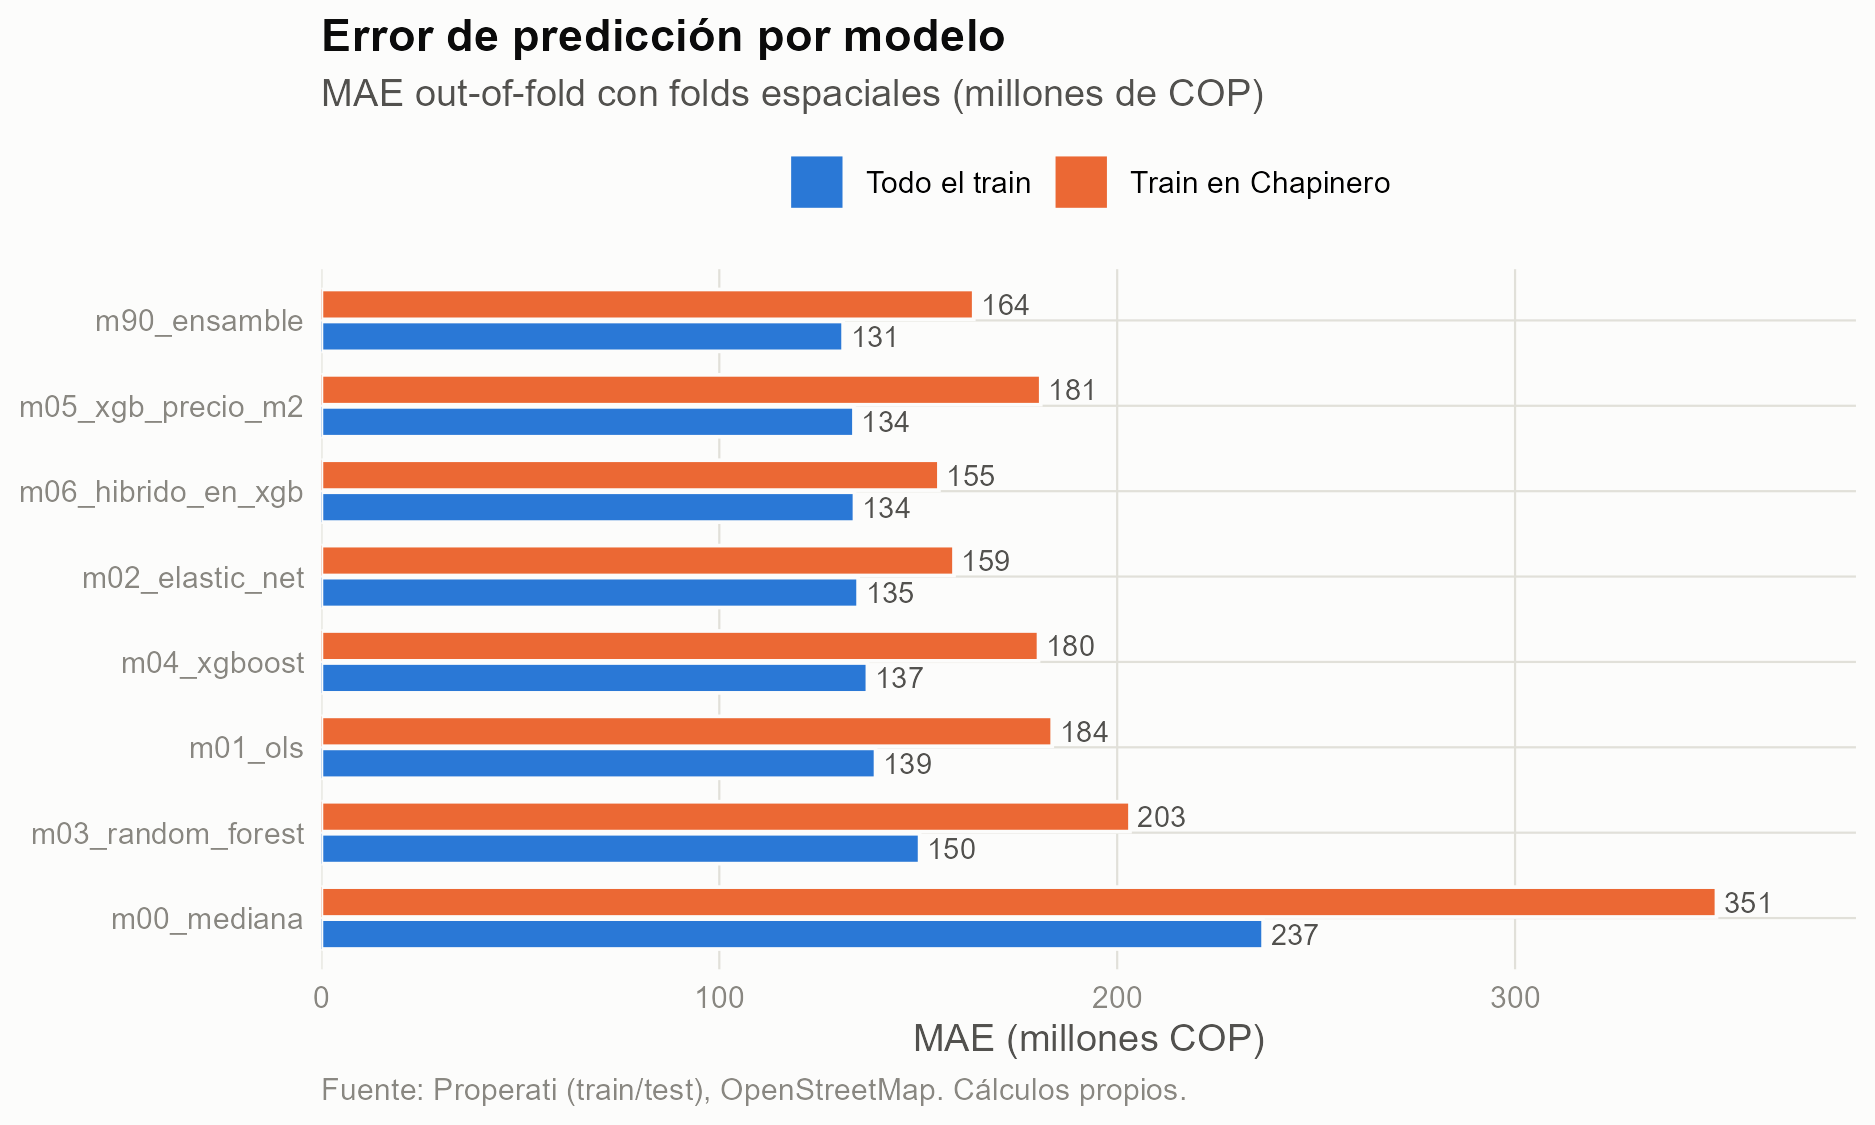 Error de predicción por modelo
MAE out-of-fold con folds espaciales (millones de COP)
Todo el train
Train en Chapinero
m90_ensamble
164
131
m05_xgb_precio_m2
181
134
m06_hibrido_en_xgb
155
134
m02_elastic_net
159
135
m04_xgboost
180
137
m01_ols
184
139
m03_random_forest
203
150
m00_mediana
351
237
0 100 200 300
MAE (millones COP)
Fuente: Properati (train/test), OpenStreetMap. Cálculos propios.